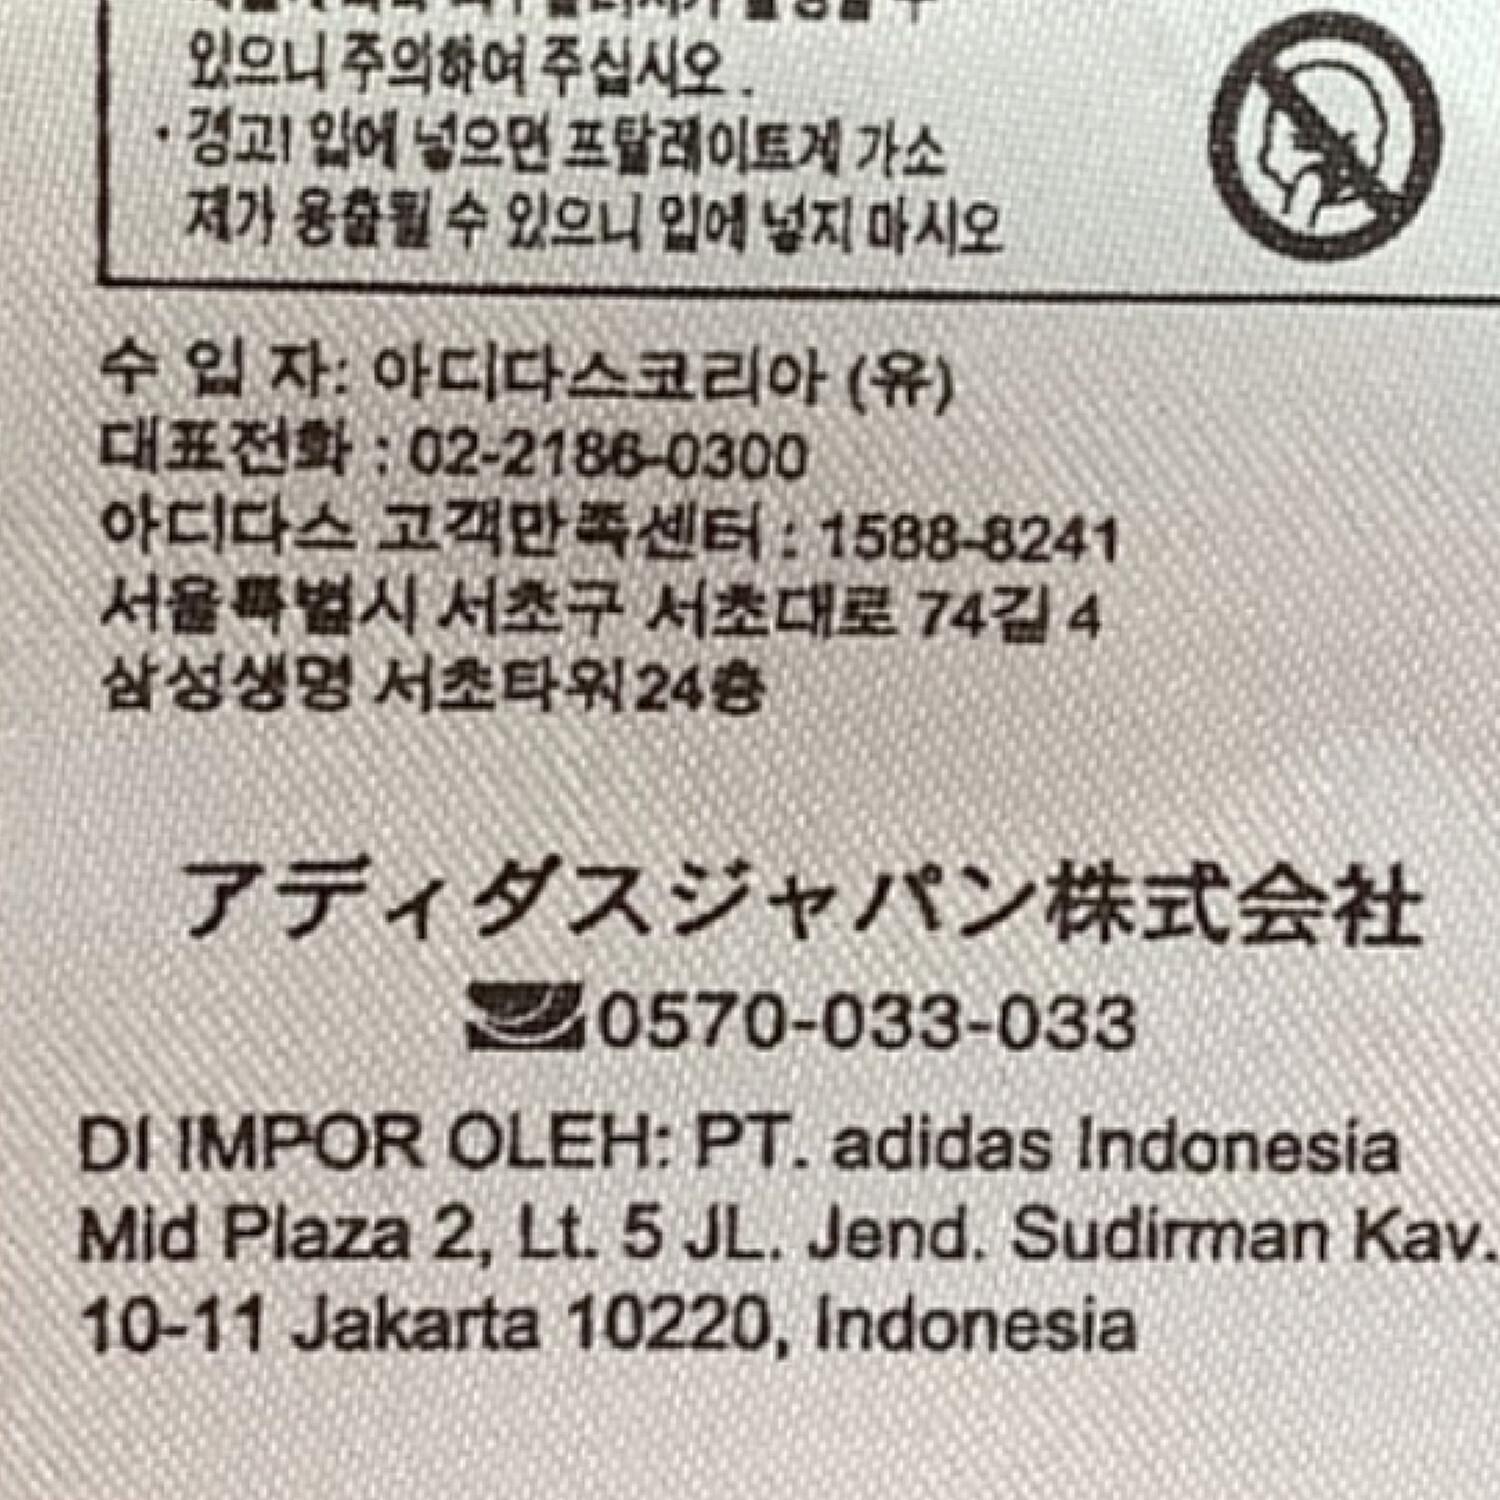 있으니 주의하여 주십시오.
· 경고! 입에 넣으면 프탈레이트계 가소
제가 용출될 수 있으니 입에 넣지 마시오
수 입 자: 아디다스코리아 (유)
대표전화 : 02-2186-0300
아디다스 고객만족센터 : 1588-8241
서울특별시 서초구 서초대로 74길 4
삼성생명 서초타워24층
アディダスジャパン株式会社
0570-033-033
DI IMPOR OLEH: PT. adidas Indonesia
Mid Plaza 2, Lt. 5 JL. Jend. Sudirman Kav.
10-11 Jakarta 10220, Indonesia